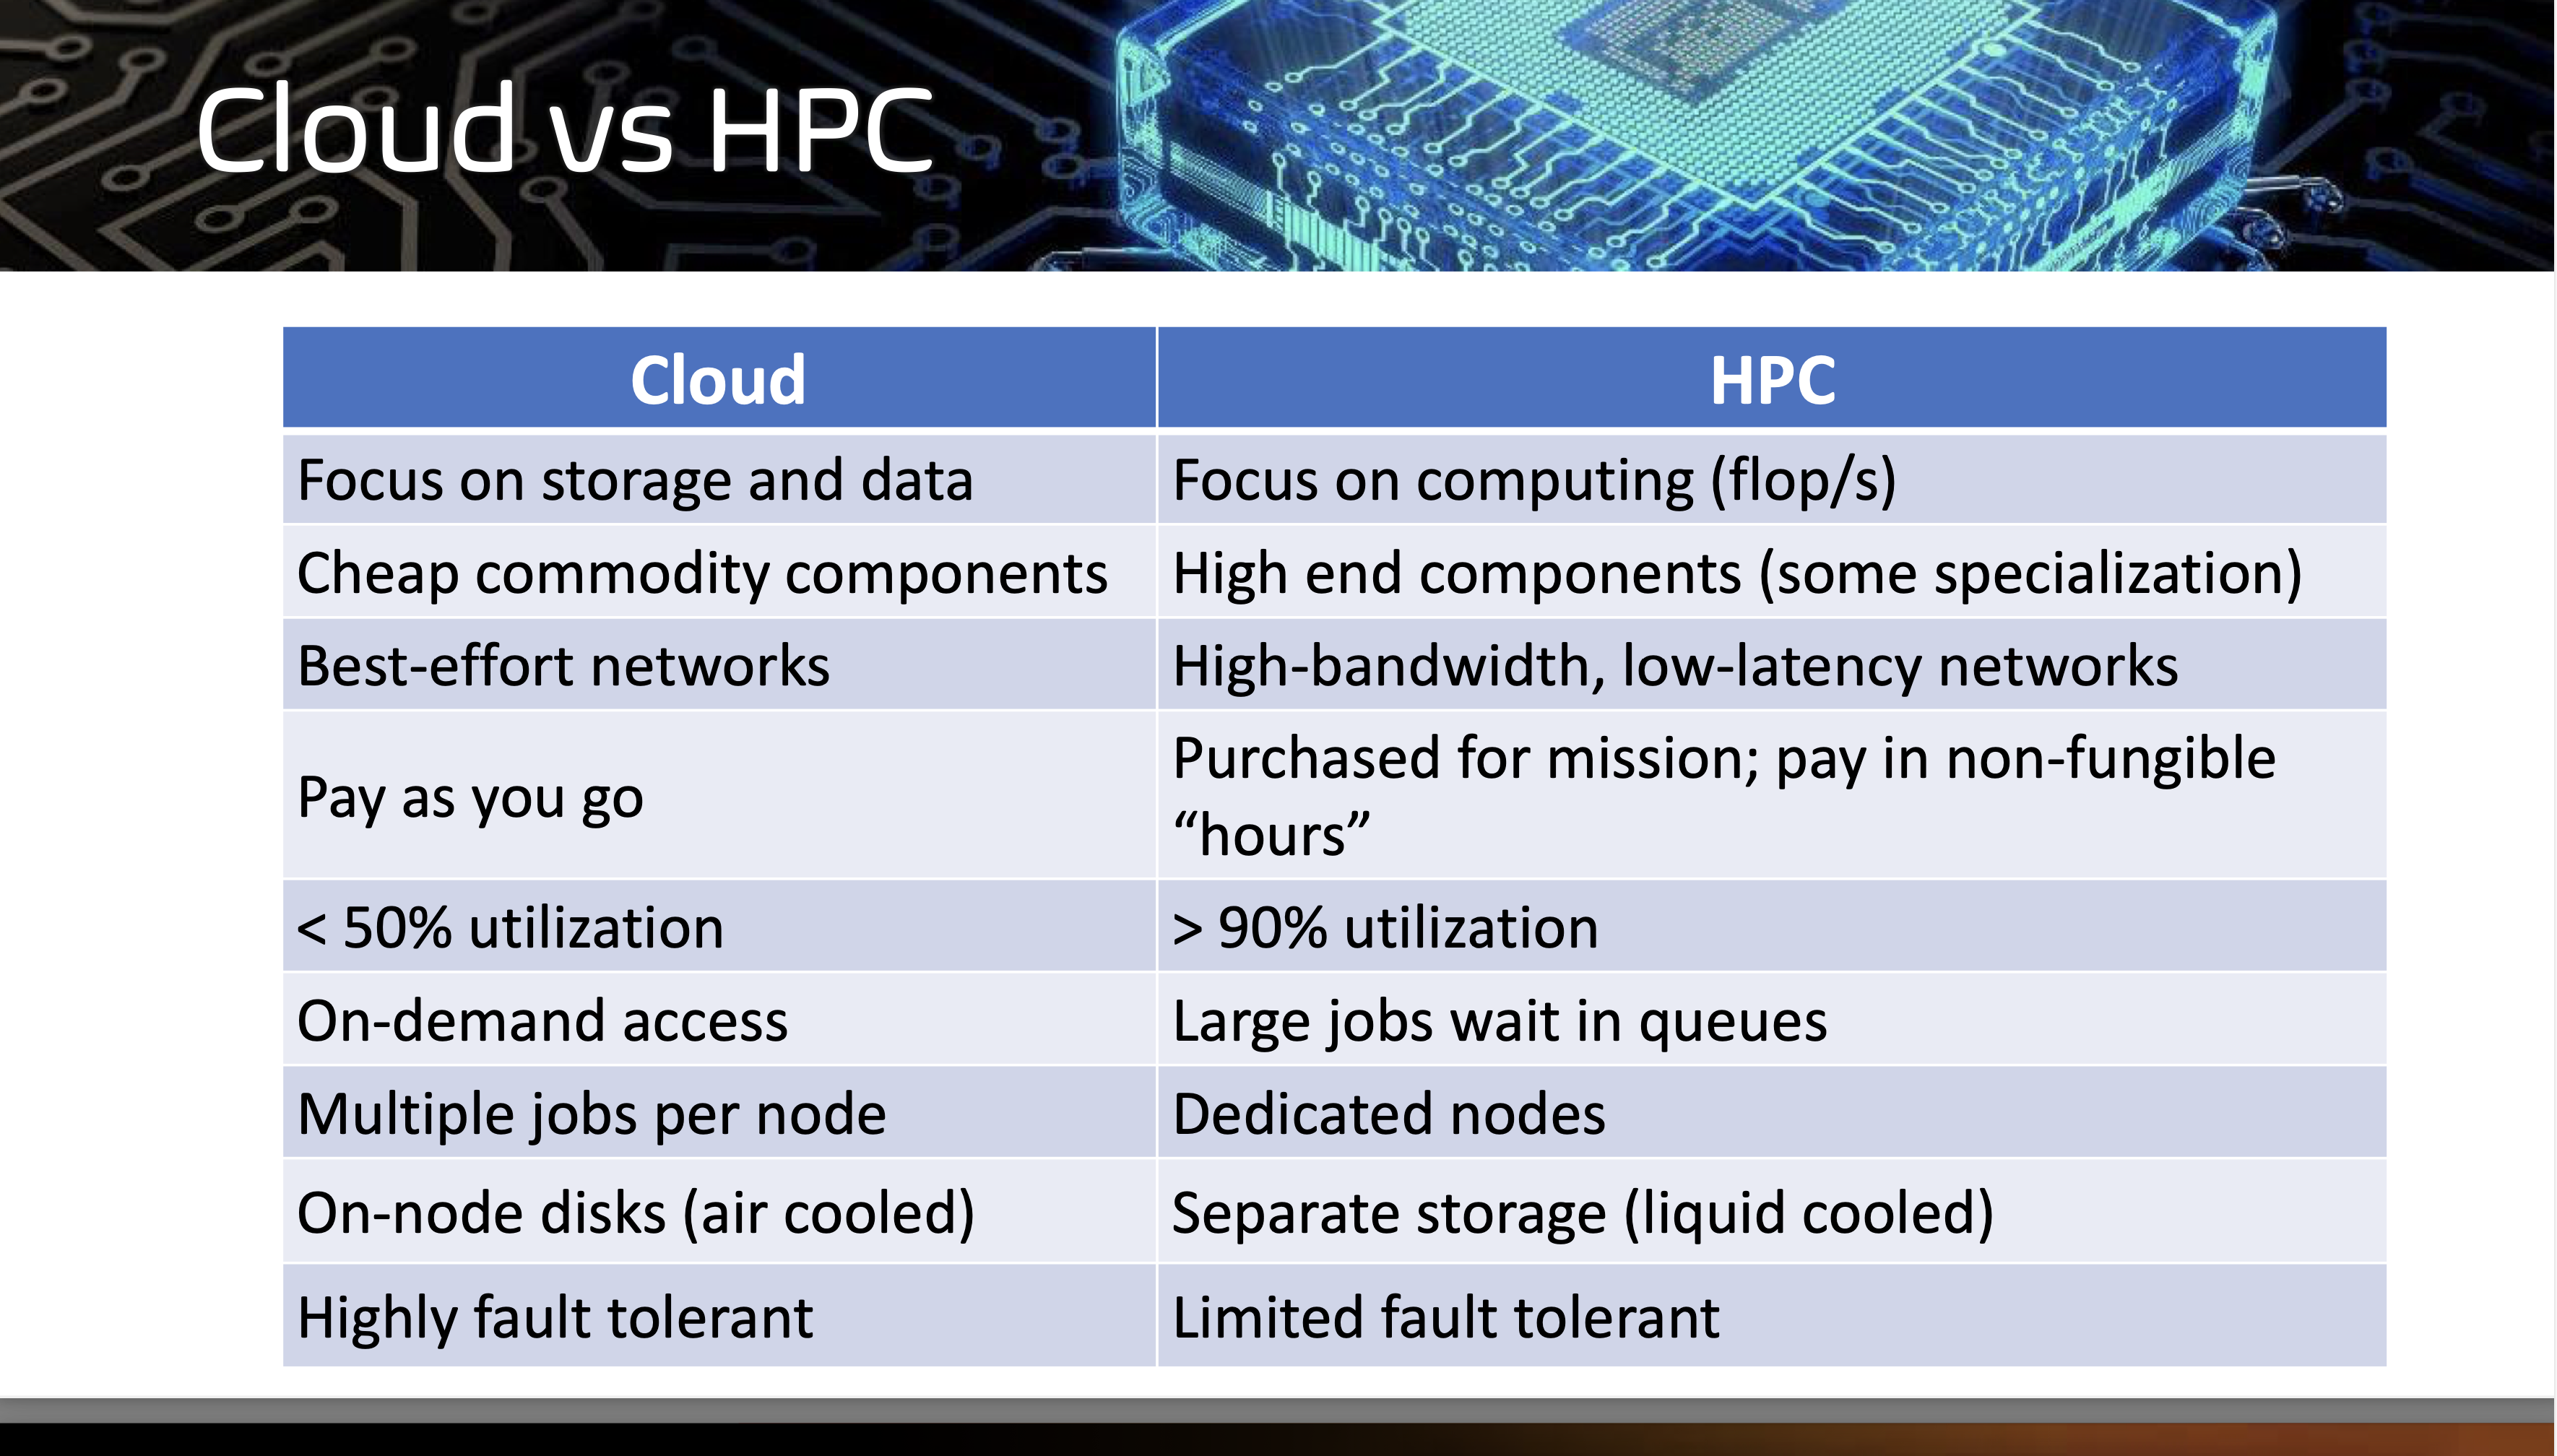 Cloud vs HPC
Cloud
HPC
Focus on storage and data
Focus on computing (flop/s)
Cheap commodity components
High end components (some specialization)
Best-effort networks
High-bandwidth, low-latency networks
Pay as you go
Purchased for mission; pay in non-fungible
“hours”
< 50% utilization
> 90% utilization
On-demand access
Large jobs wait in queues
Multiple jobs per node
Dedicated nodes
On-node disks (air cooled)
Separate storage (liquid cooled)
Highly fault tolerant
Limited fault tolerant